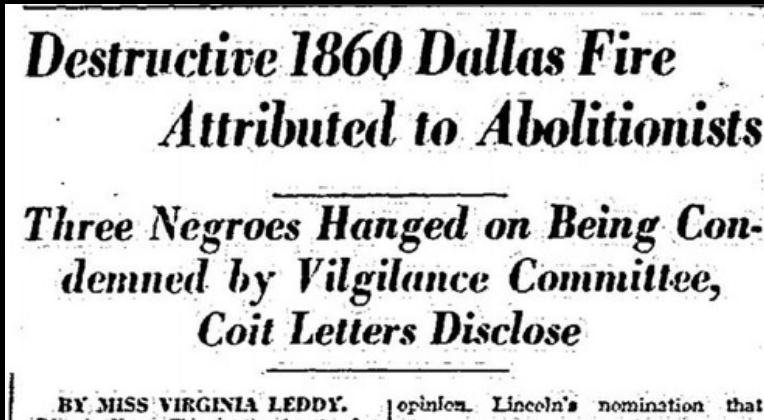 Destructive 1860 Dallas Fire
Attributed to Abolitionists
Three Negroes Hanged on Being Con-
demned by Vilgilance Committee,
Coit Letters Disclose
BY MISS VIRGINIA LEDDY.
opinion. Lincoln's nomination that